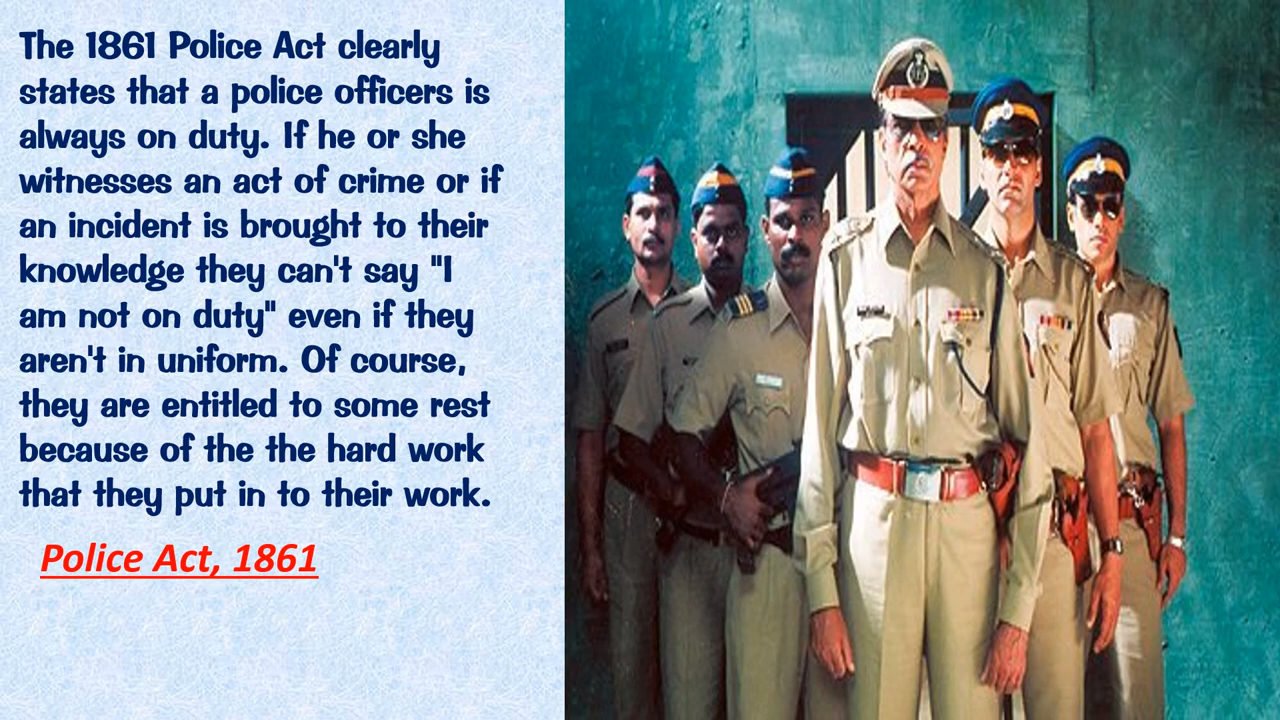 The 1861 Police Act clearly
states that a police officers is
always on duty. If he or she
witnesses an act of crime or if
an incident is brought to their
knowledge they can't say "I
am not on duty" even if they
aren't in uniform. Of course,
they are entitled to some rest
because of the the hard work
that they put in to their work.
Police Act, 1861